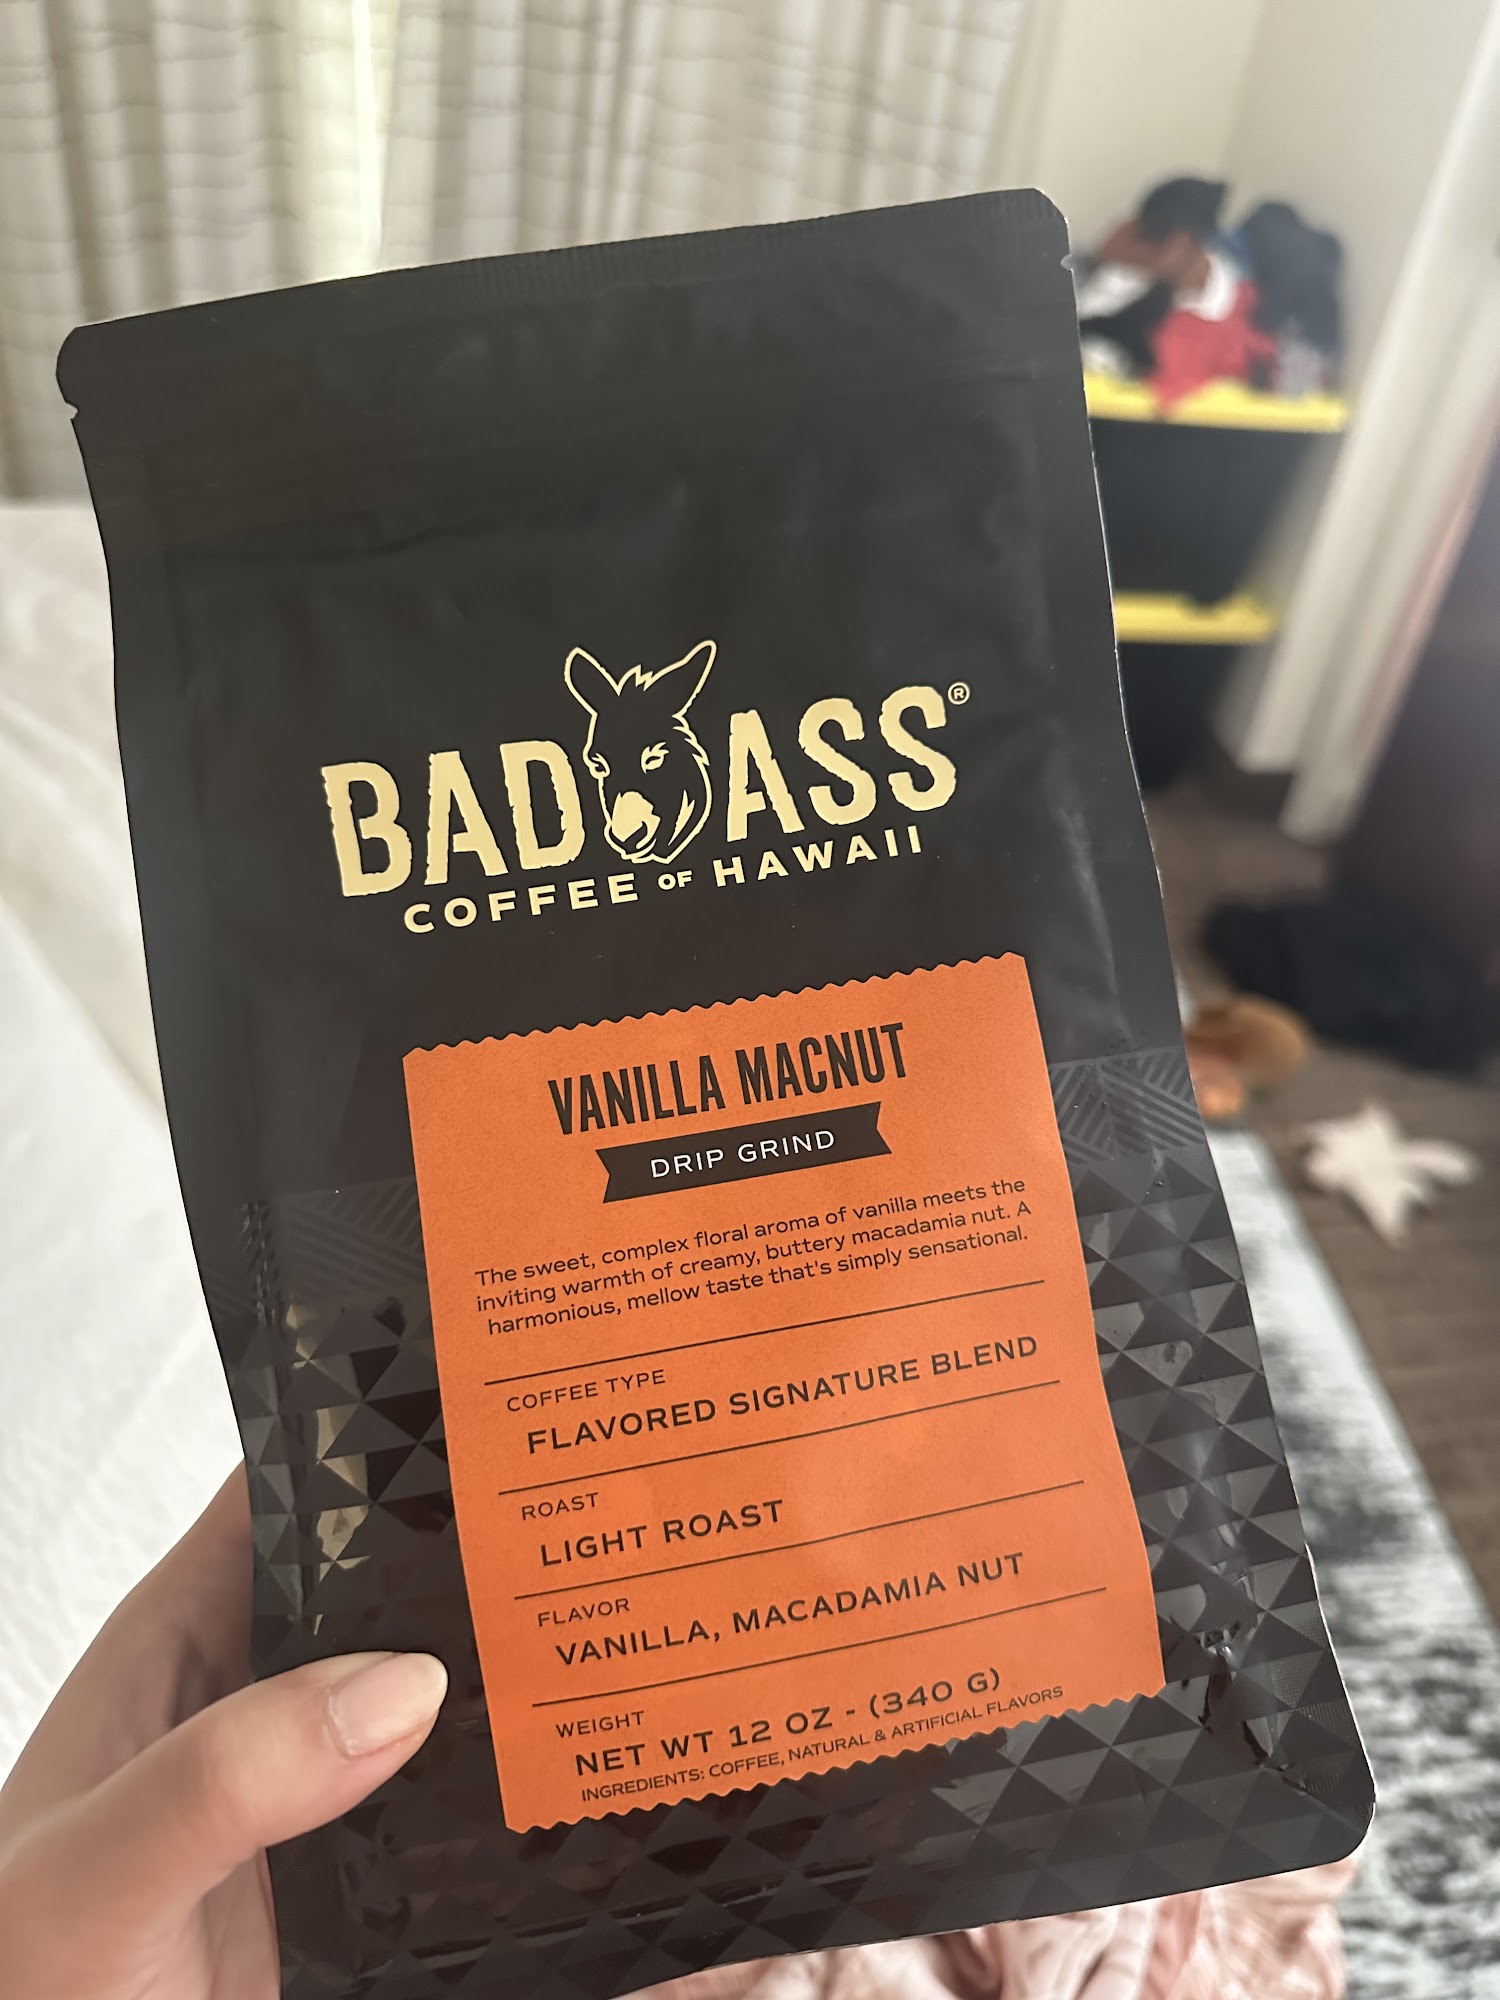 BAD ASS®
COFFEE OF HAWAII
VANILLA MACNUT
DRIP GRIND
The sweet, complex floral aroma of vanilla meets the
inviting warmth of creamy, buttery macadamia nut. A
harmonious, mellow taste that's simply sensational.
COFFEE TYPE
FLAVORED SIGNATURE BLEND
ROAST
LIGHT ROAST
FLAVOR
VANILLA, MACADAMIA NUT
WEIGHT
NET WT 12 OZ - (340 G)
INGREDIENTS: COFFEE, NATURAL & ARTIFICIAL FLAVORS